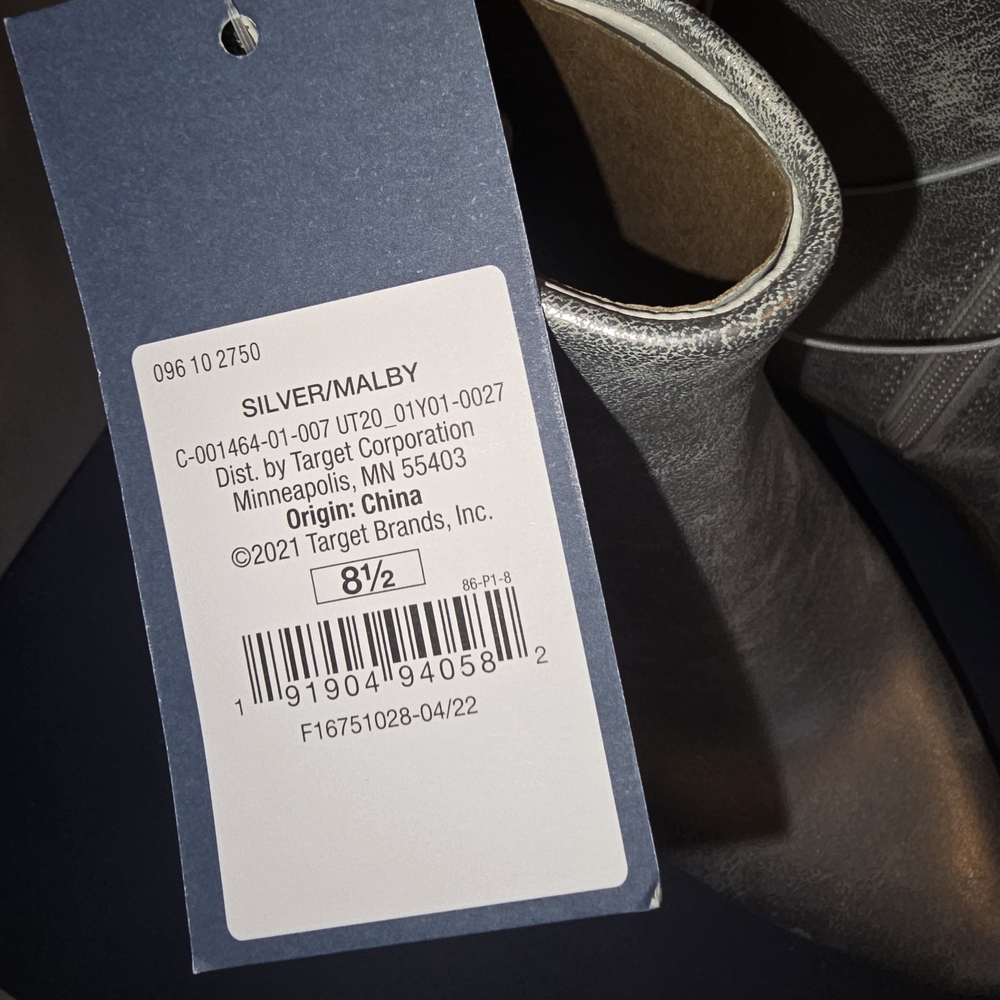 096 10 2750
SILVER/MALBY
C-001464-01-007 UT20_01Y01-0027
Dist. by Target Corporation
Minneapolis, MN 55403
Origin: China
©2021 Target Brands, Inc.
8½
86-P1-8
1 91904 94058 2
F16751028-04/22